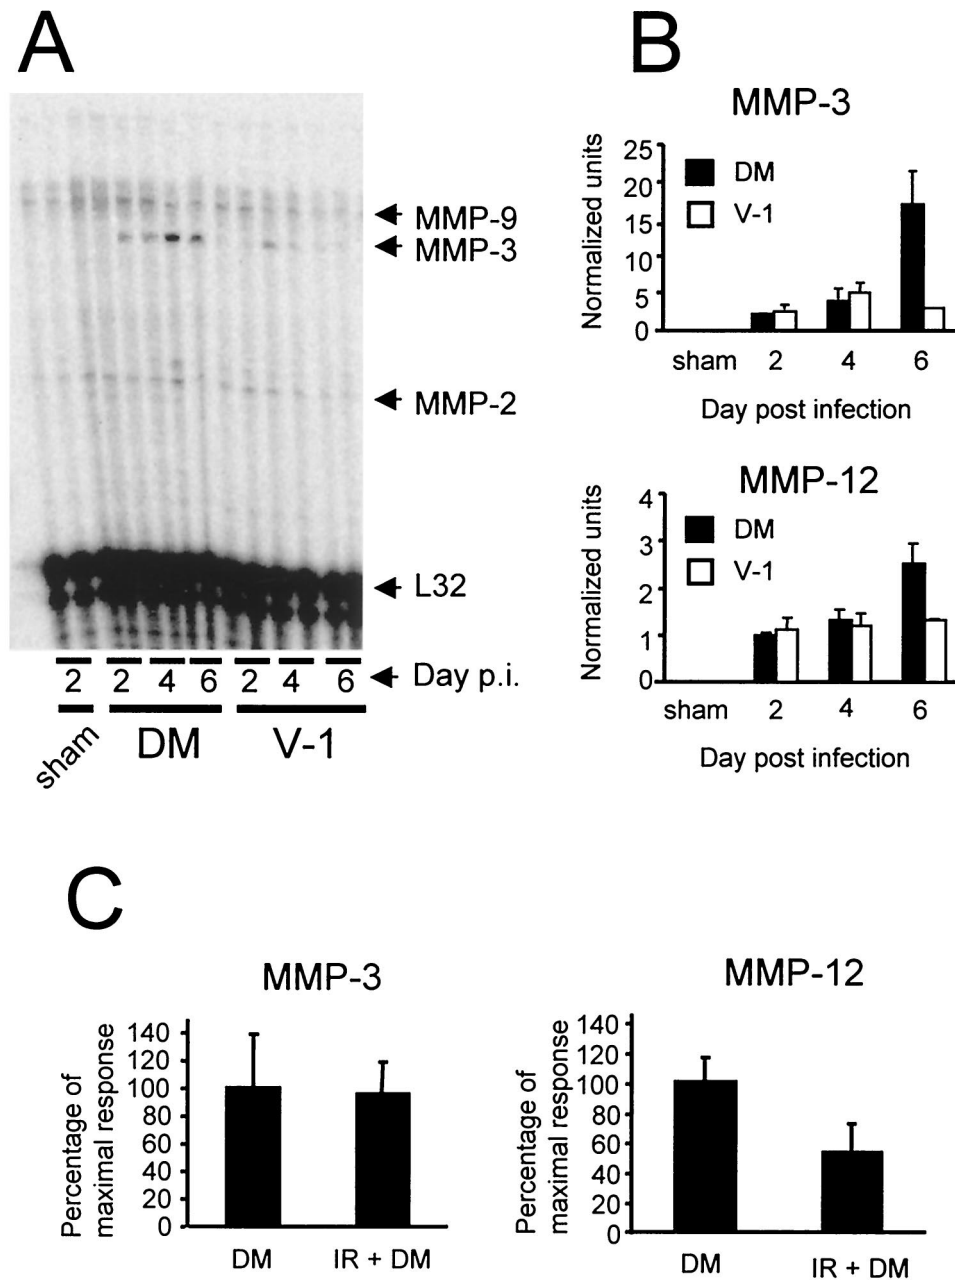 A
MMP-9
MMP-3
MMP-2
L32
2 2 4 6 2 4 6 Day p.i.
sham DM V-1
B
MMP-3
Normalized units
25
20
15
10
5
0
DM
V-1
sham 2 4 6
Day post infection
MMP-12
Normalized units
4
3
2
1
0
DM
V-1
sham 2 4 6
Day post infection
C
MMP-3
Percentage of
maximal response
140
120
100
80
60
40
20
0
DM IR + DM
MMP-12
Percentage of
maximal response
140
120
100
80
60
40
20
0
DM IR + DM